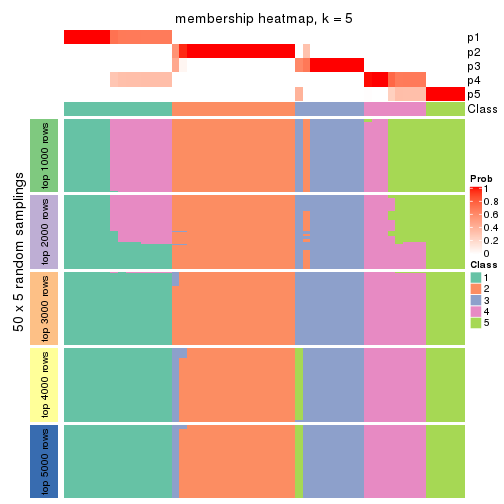 membership heatmap, k = 5
p1
p2
p3
p4
p5
Class
50 x 5 random samplings
top 1000 rows
top 2000 rows
top 3000 rows
top 4000 rows
top 5000 rows
Prob
1
0.8
0.6
0.4
0.2
0
Class
1
2
3
4
5